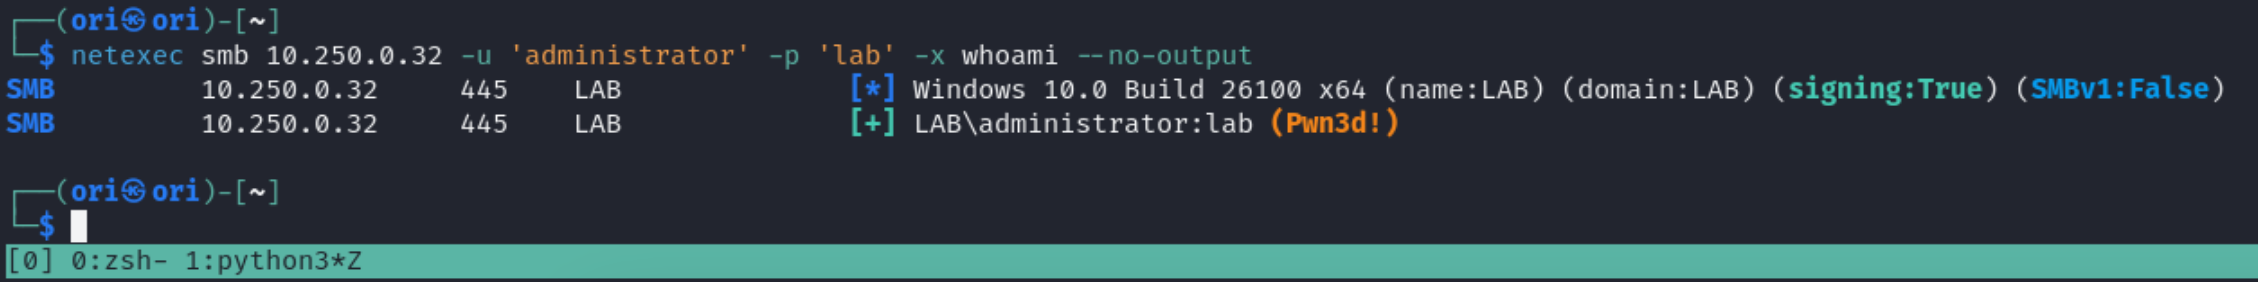 ┌──(ori㉿ori)-[~]
└─$ netexec smb 10.250.0.32 -u 'administrator' -p 'lab' -x whoami --no-output
SMB         10.250.0.32     445    LAB              [*] Windows 10.0 Build 26100 x64 (name:LAB) (domain:LAB) (signing:True) (SMBv1:False)
SMB         10.250.0.32     445    LAB              [+] LAB\administrator:lab (Pwn3d!)
┌──(ori㉿ori)-[~]
└─$
[0] 0:zsh- 1:python3*Z